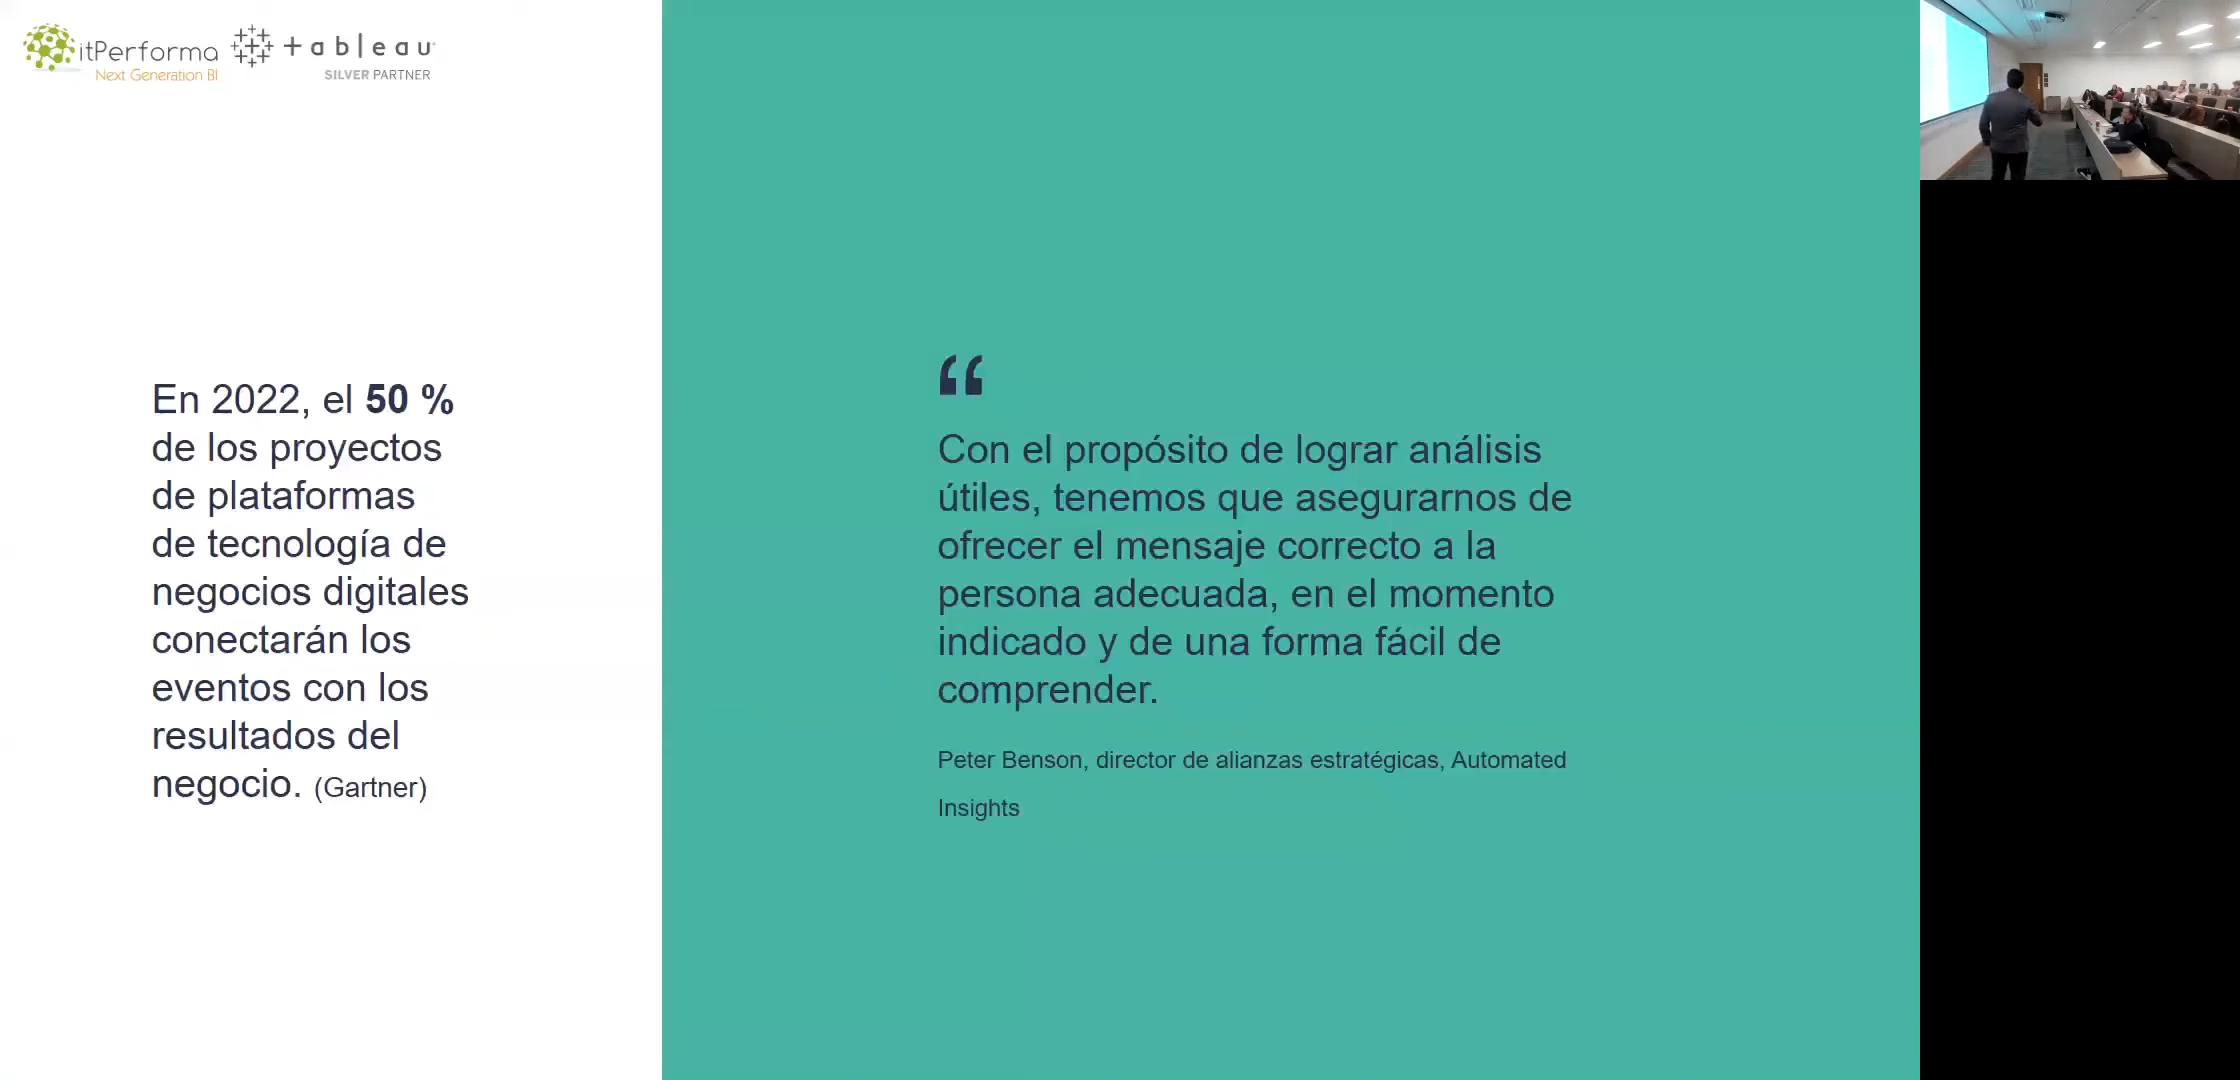 itPerforma
Next Generation BI
+ a b l e a u
SILVER PARTNER
En 2022, el 50 %
de los proyectos
de plataformas
de tecnología de
negocios digitales
conectarán los
eventos con los
resultados del
negocio. (Gartner)
“
Con el propósito de lograr análisis
útiles, tenemos que asegurarnos de
ofrecer el mensaje correcto a la
persona adecuada, en el momento
indicado y de una forma fácil de
comprender.
Peter Benson, director de alianzas estratégicas, Automated
Insights